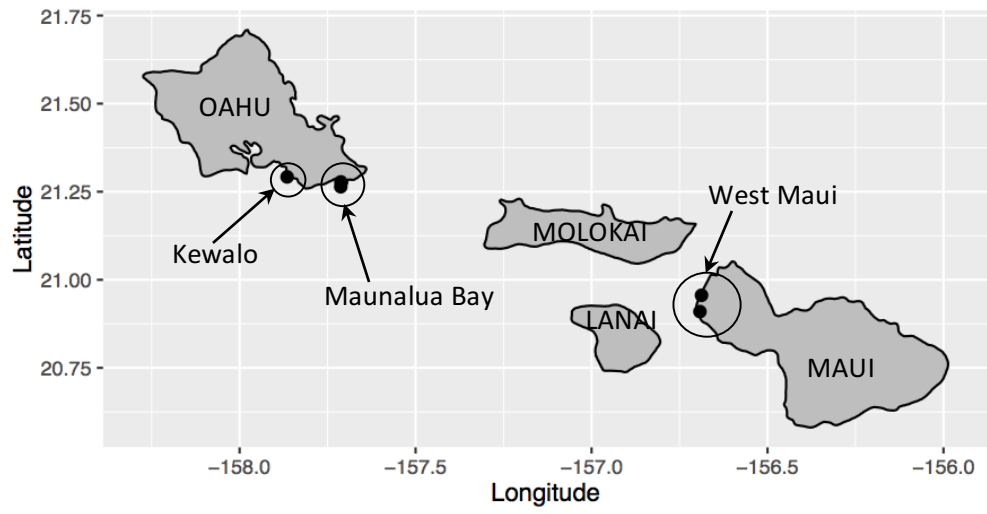 21.75
OAHU
21.50
21.25
West Maui
MOLOKAI
Kewalo
Latitude
21.00
Maunalua Bay
LANAI
20.75
MAUI
−158.0
−157.5
−157.0
−156.5
−156.0
Longitude